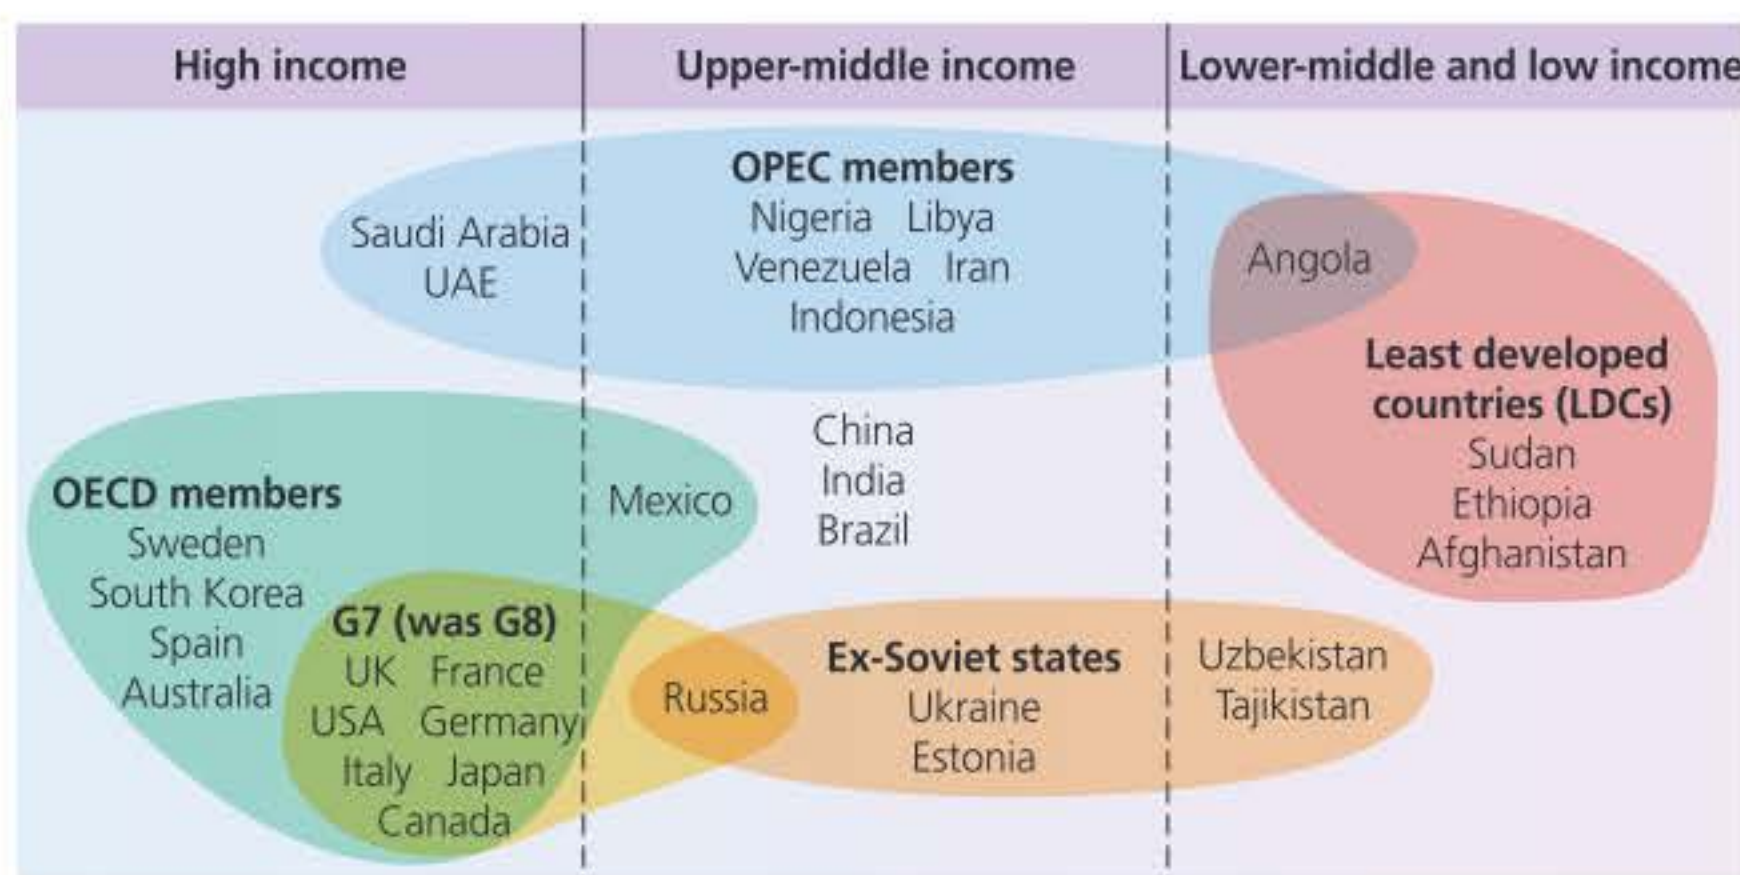 High income
Upper-middle income
Lower-middle and low income
OPEC members
Nigeria Libya
Venezuela Iran
Indonesia
Saudi Arabia
UAE
Angola
Least developed
countries (LDCs)
Sudan
Ethiopia
Afghanistan
China
India
Brazil
OECD members
Sweden
South Korea
Spain
Australia
Mexico
G7 (was G8)
UK France
USA Germany
Italy Japan
Canada
Russia
Ex-Soviet states
Ukraine
Estonia
Uzbekistan
Tajikistan